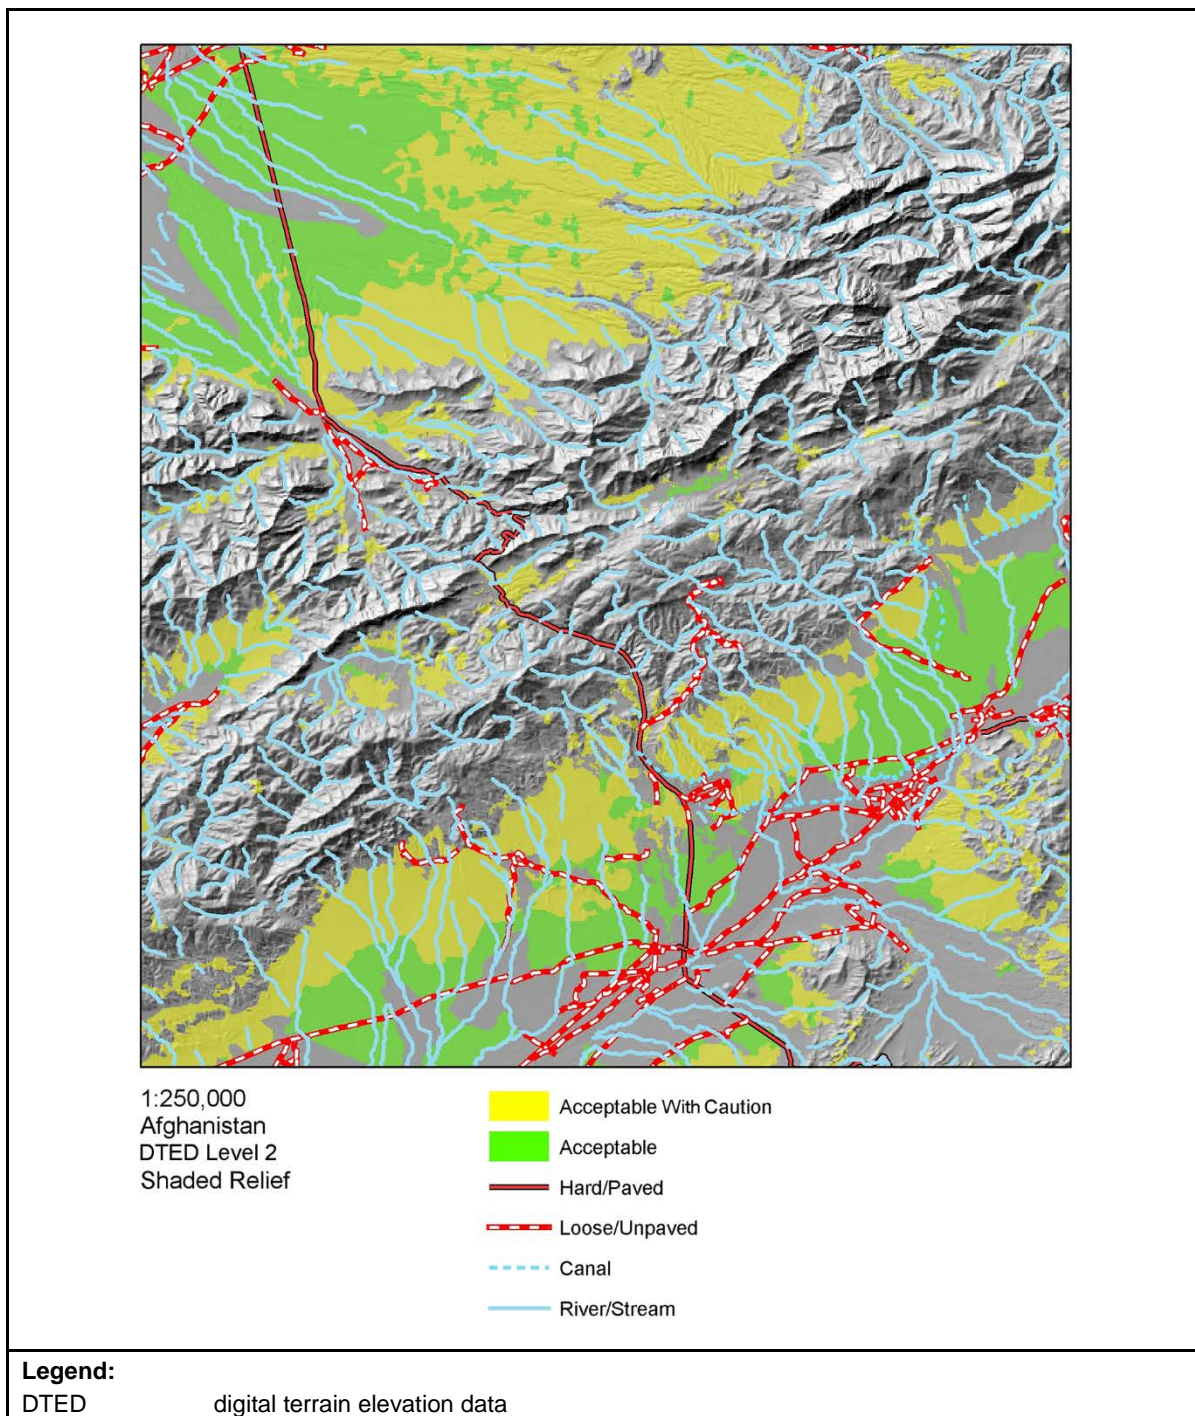 1:250,000
Afghanistan
DTED Level 2
Shaded Relief
Acceptable With Caution
Acceptable
Hard/Paved
Loose/Unpaved
Canal
River/Stream
Legend:
DTED digital terrain elevation data